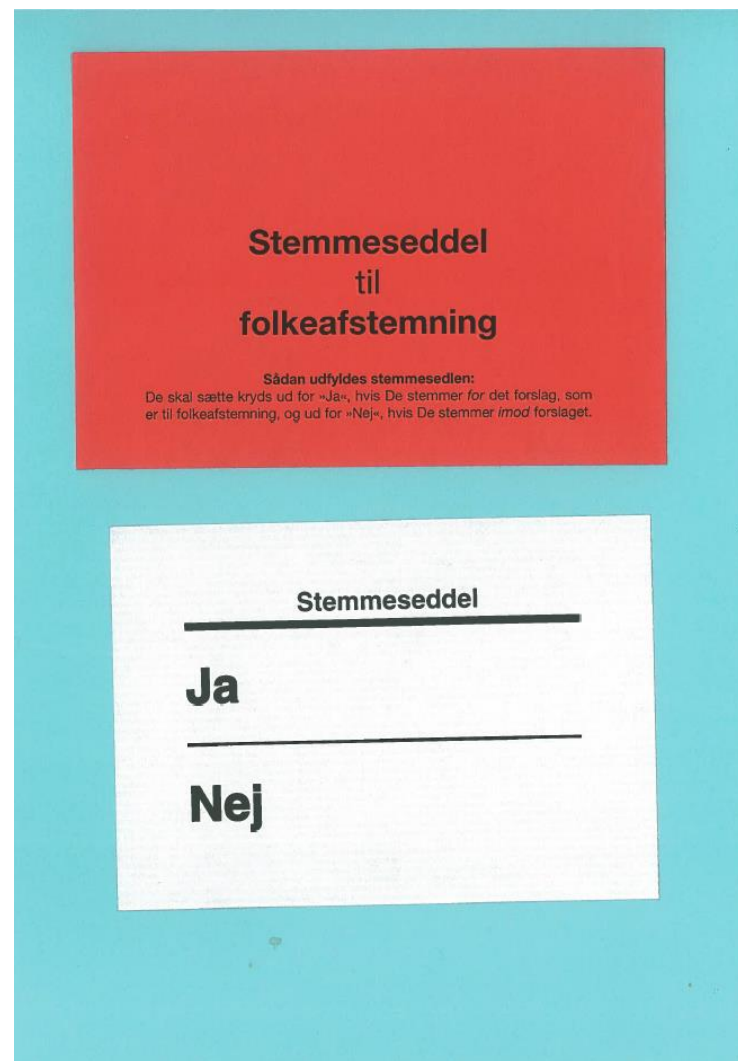 Stemmeseddel
til
folkeafstemning
Sådan udfyldes stemmesedlen:
De skal sætte kryds ud for »Ja«, hvis De stemmer for det forslag, som
er til folkeafstemning, og ud for »Nej«, hvis De stemmer imod forslaget.
Stemmeseddel
Ja
Nej